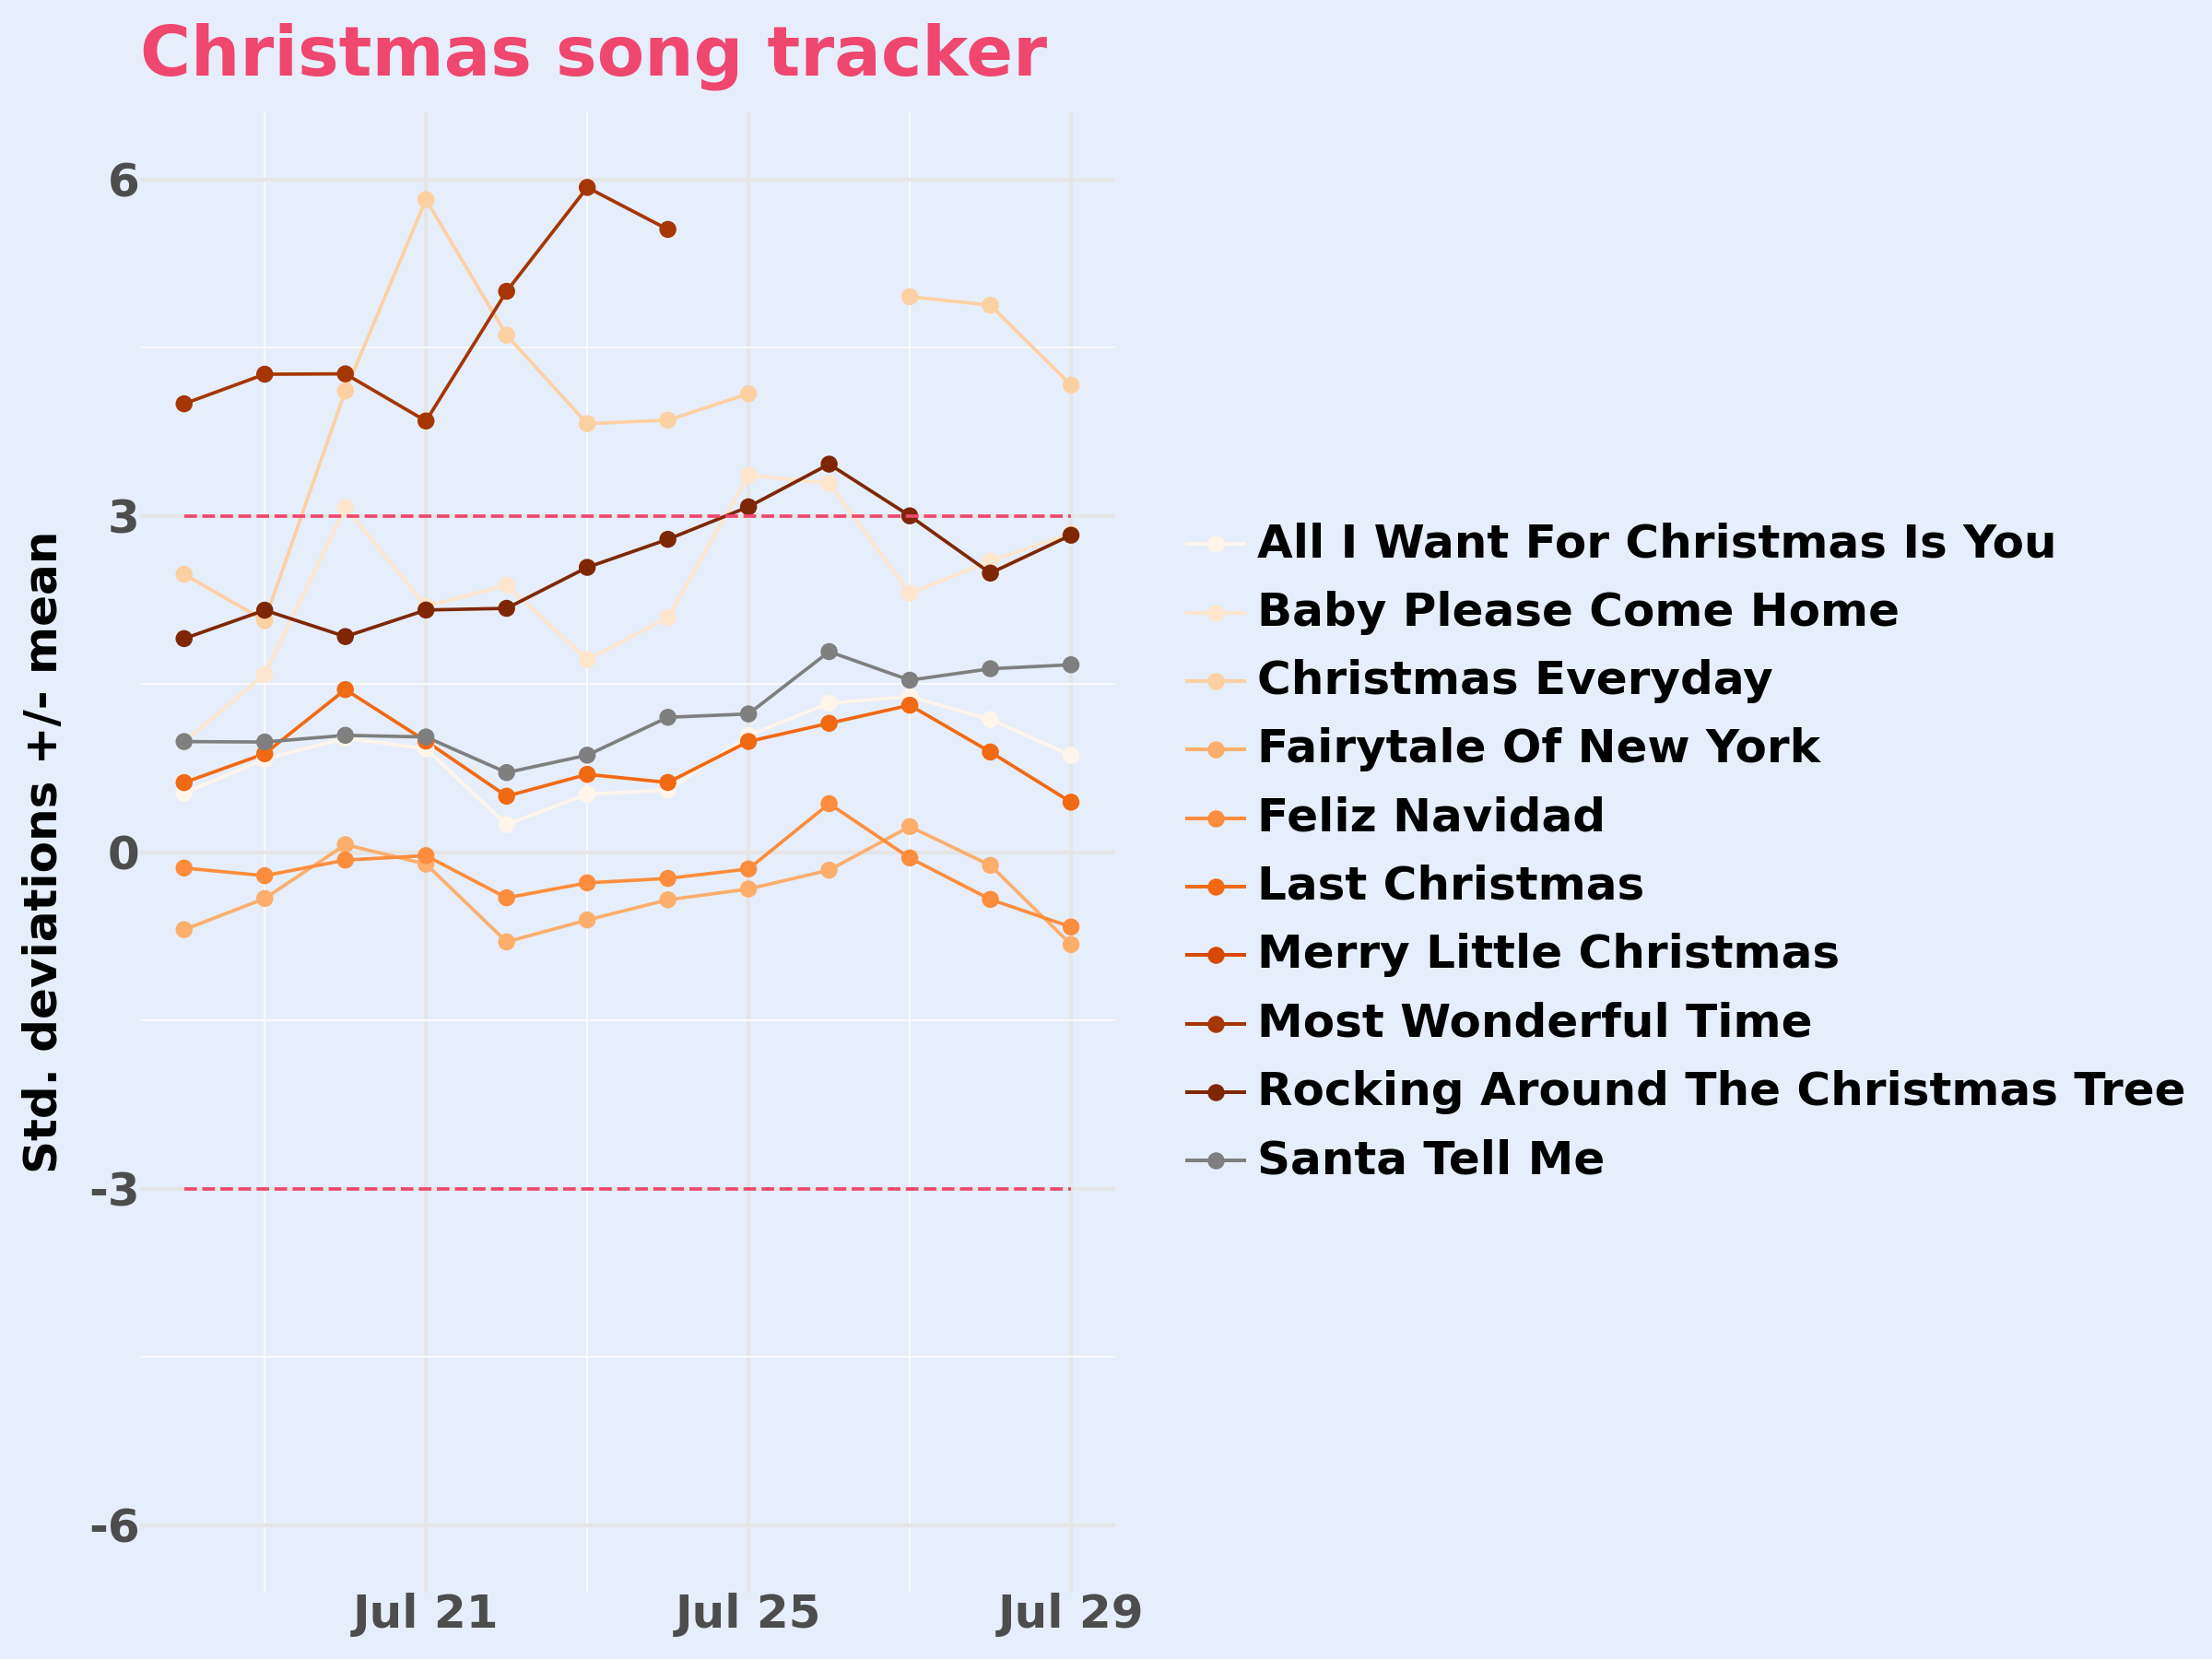 Christmas song tracker
Std. deviations +/- mean
6
3
0
-3
-6
Jul 21
Jul 25
Jul 29
All I Want For Christmas Is You
Baby Please Come Home
Christmas Everyday
Fairytale Of New York
Feliz Navidad
Last Christmas
Merry Little Christmas
Most Wonderful Time
Rocking Around The Christmas Tree
Santa Tell Me